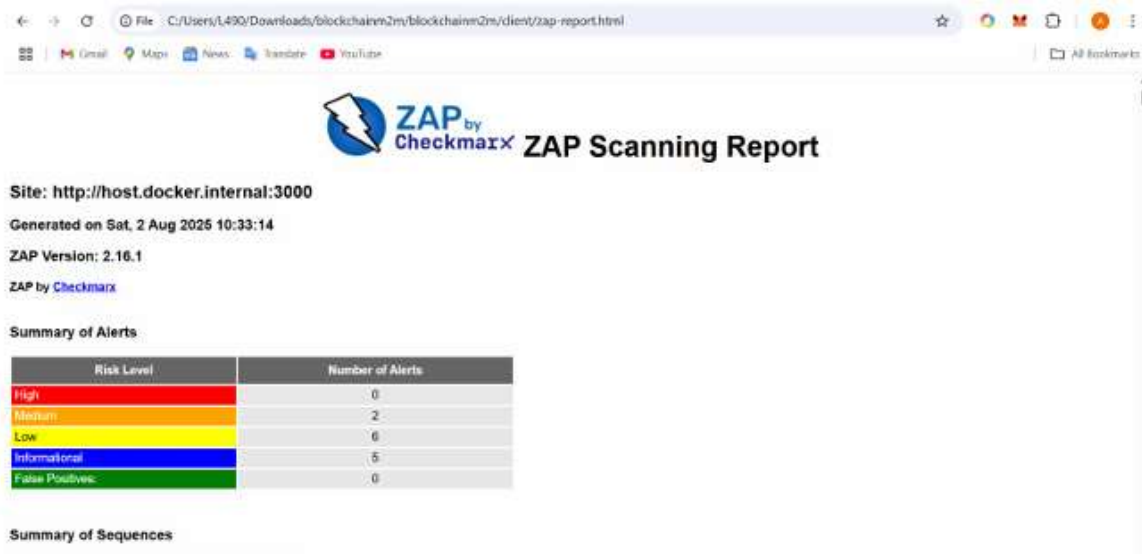 File C:/Users/L490/Downloads/blockchainm2m/blockchainm2m/client/zap-report.html
Gmail Maps News Translate YouTube All Bookmarks
ZAP by Checkmarx ZAP Scanning Report
Site: http://host.docker.internal:3000
Generated on Sat, 2 Aug 2025 10:33:14
ZAP Version: 2.16.1
ZAP by Checkmarx
Summary of Alerts
Risk Level Number of Alerts
High 0
Medium 2
Low 6
Informational 5
False Positives: 0
Summary of Sequences